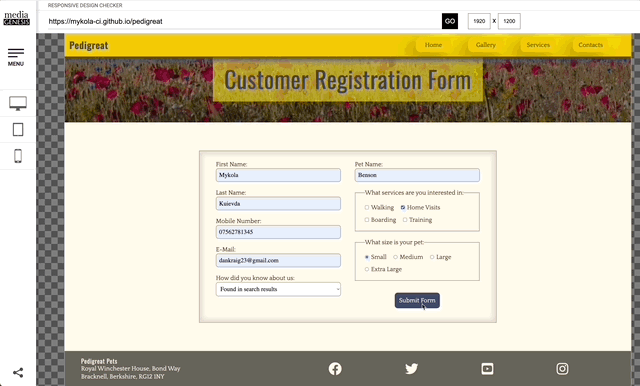 RESPONSIVE DESIGN CHECKER
media
GENESIS
https://mykola-ci.github.io/pedigreat
GO
1920 X 1200
MENU
Pedigreat
Home Gallery Services Contacts
Customer Registration Form
First Name:
Mykola
Last Name:
Kuievda
Mobile Number:
07562781345
E-Mail:
dankraig23@gmail.com
How did you know about us:
Found in search results
Pet Name:
Benson
What services are you interested in:
Walking Home Visits
Boarding Training
What size is your pet:
Small Medium Large
Extra Large
Submit Form
Pedigreat Pets
Royal Winchester House, Bond Way
Bracknell, Berkshire, RG12 1NY